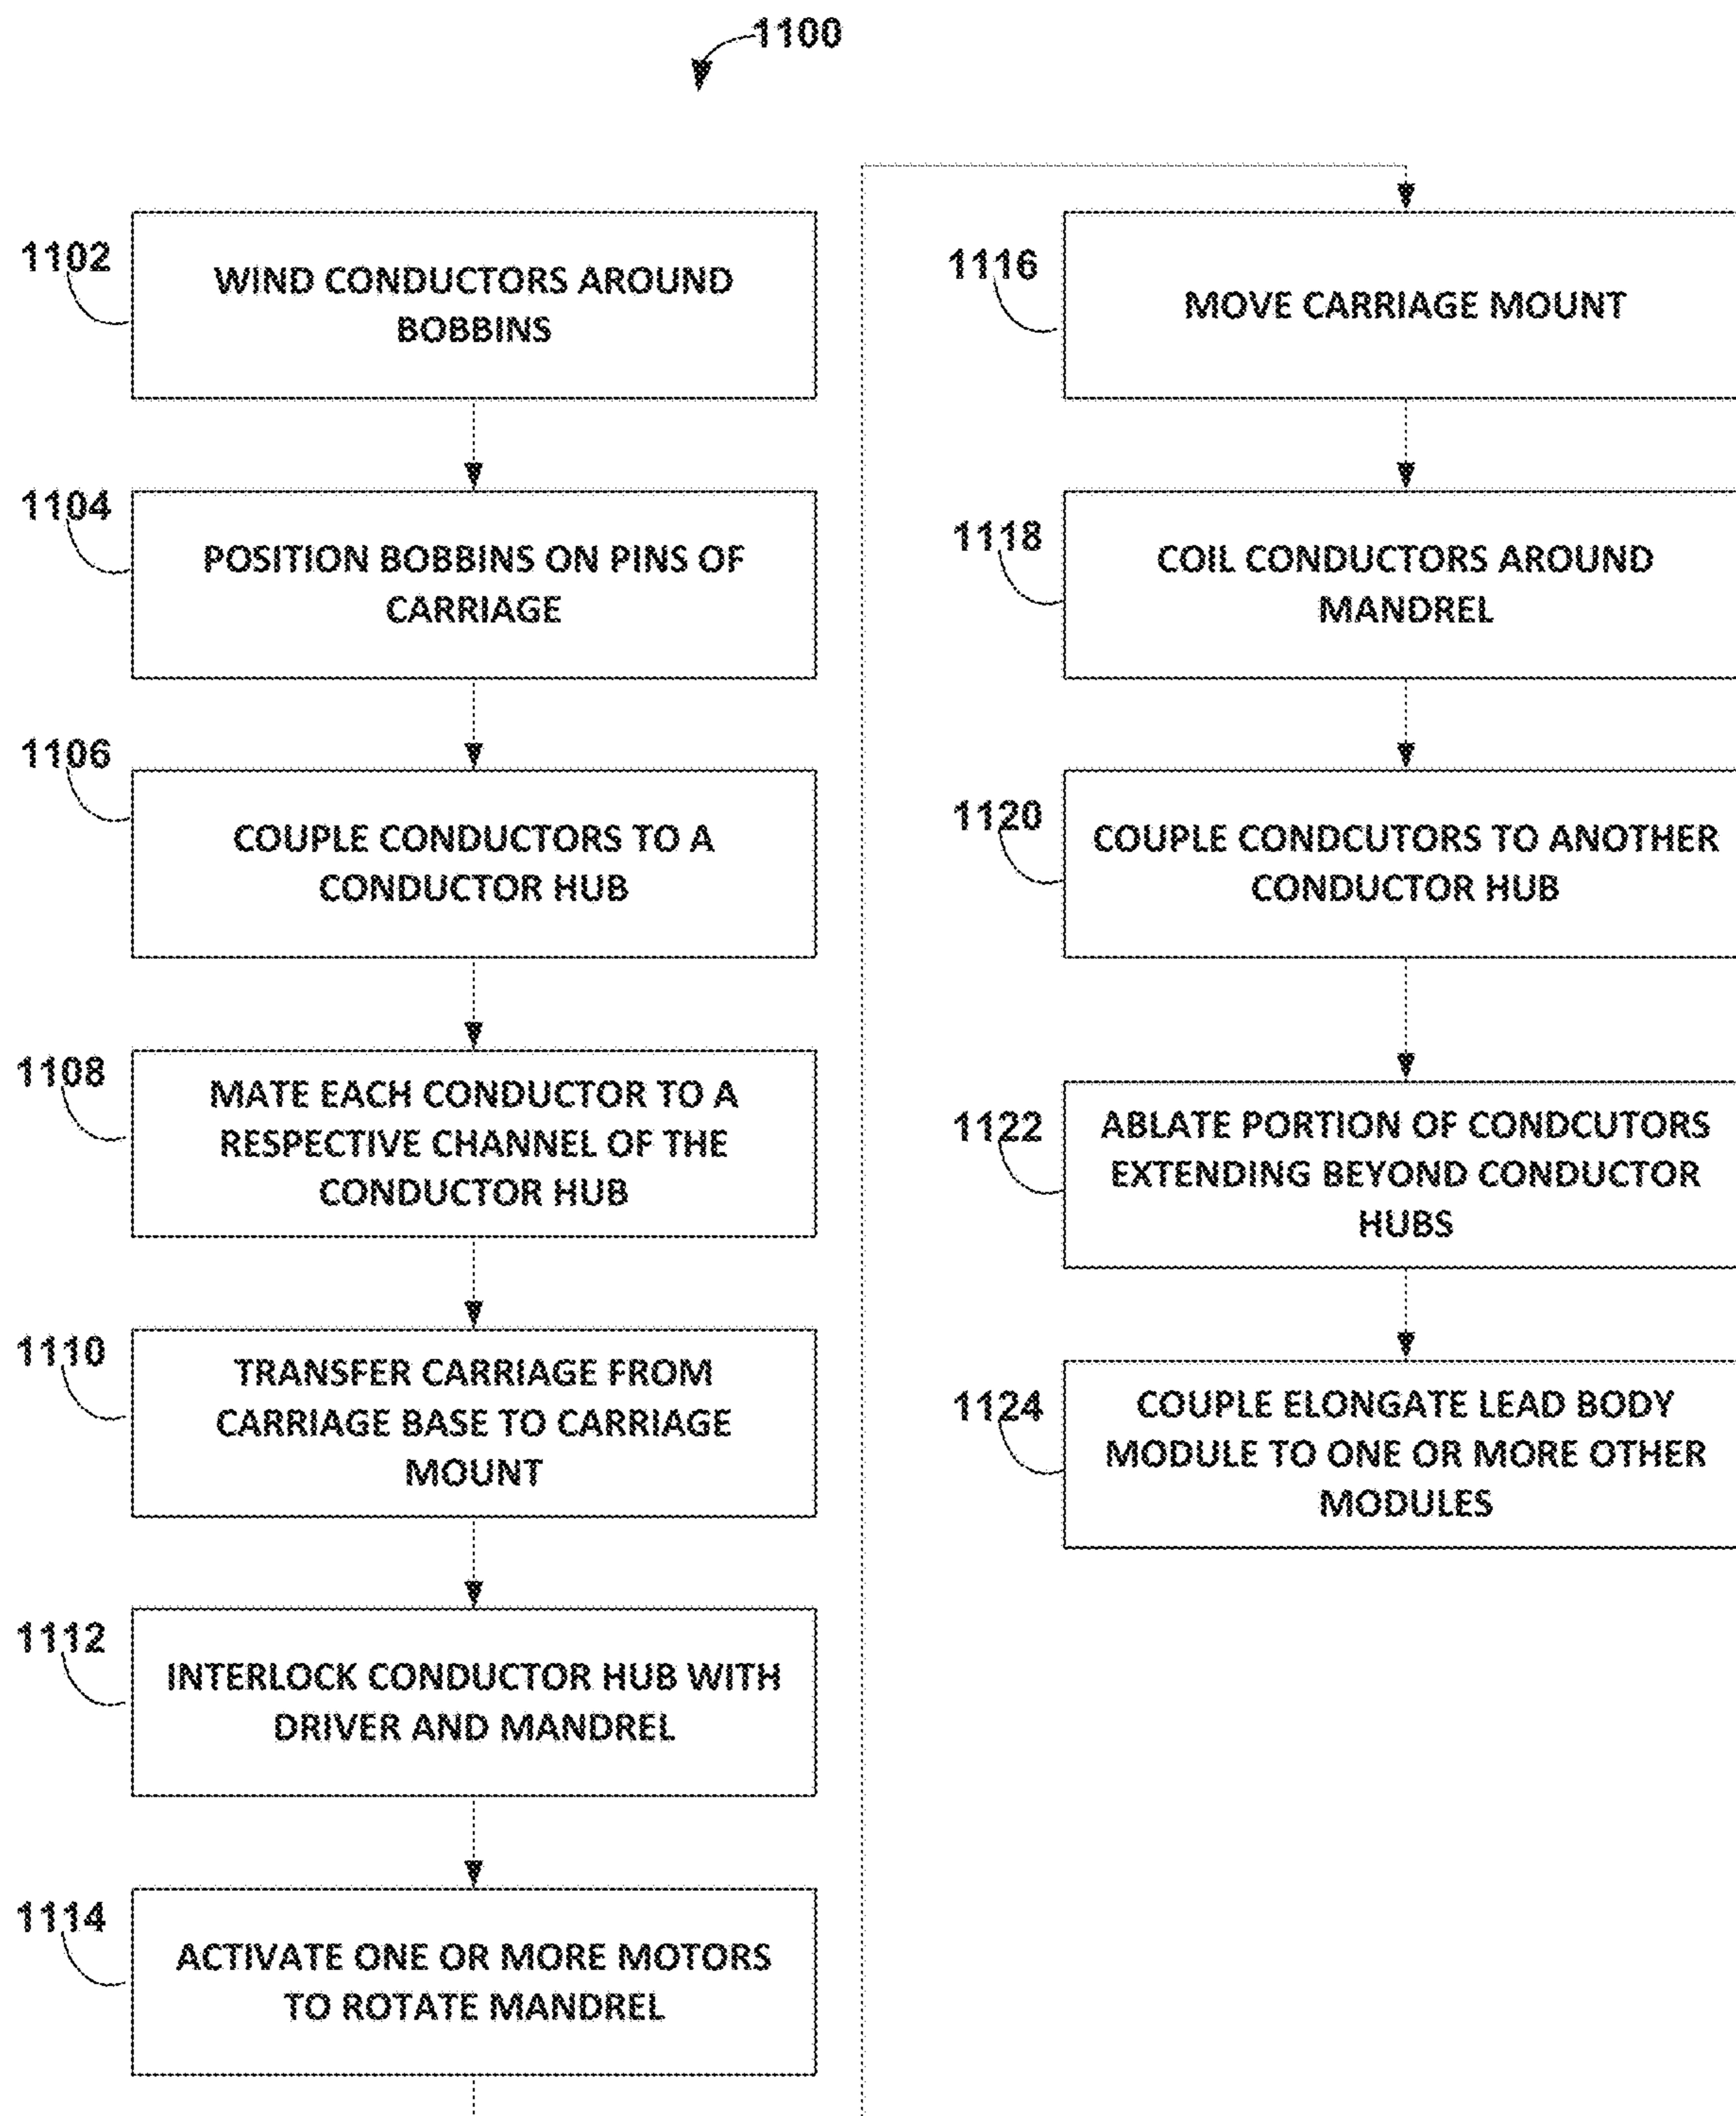 1100
1102
WIND CONDUCTORS AROUND
BOBBINS
1104
POSITION BOBBINS ON PINS OF
CARRIAGE
1106
COUPLE CONDUCTORS TO A
CONDUCTOR HUB
1108
MATE EACH CONDUCTOR TO A
RESPECTIVE CHANNEL OF THE
CONDUCTOR HUB
1110
TRANSFER CARRIAGE FROM
CARRIAGE BASE TO CARRIAGE
MOUNT
1112
INTERLOCK CONDUCTOR HUB WITH
DRIVER AND MANDREL
1114
ACTIVATE ONE OR MORE MOTORS
TO ROTATE MANDREL
1116
MOVE CARRIAGE MOUNT
1118
COIL CONDUCTORS AROUND
MANDREL
1120
COUPLE CONDCUTORS TO ANOTHER
CONDUCTOR HUB
1122
ABLATE PORTION OF CONDCUTORS
EXTENDING BEYOND CONDUCTOR
HUBS
1124
COUPLE ELONGATE LEAD BODY
MODULE TO ONE OR MORE OTHER
MODULES